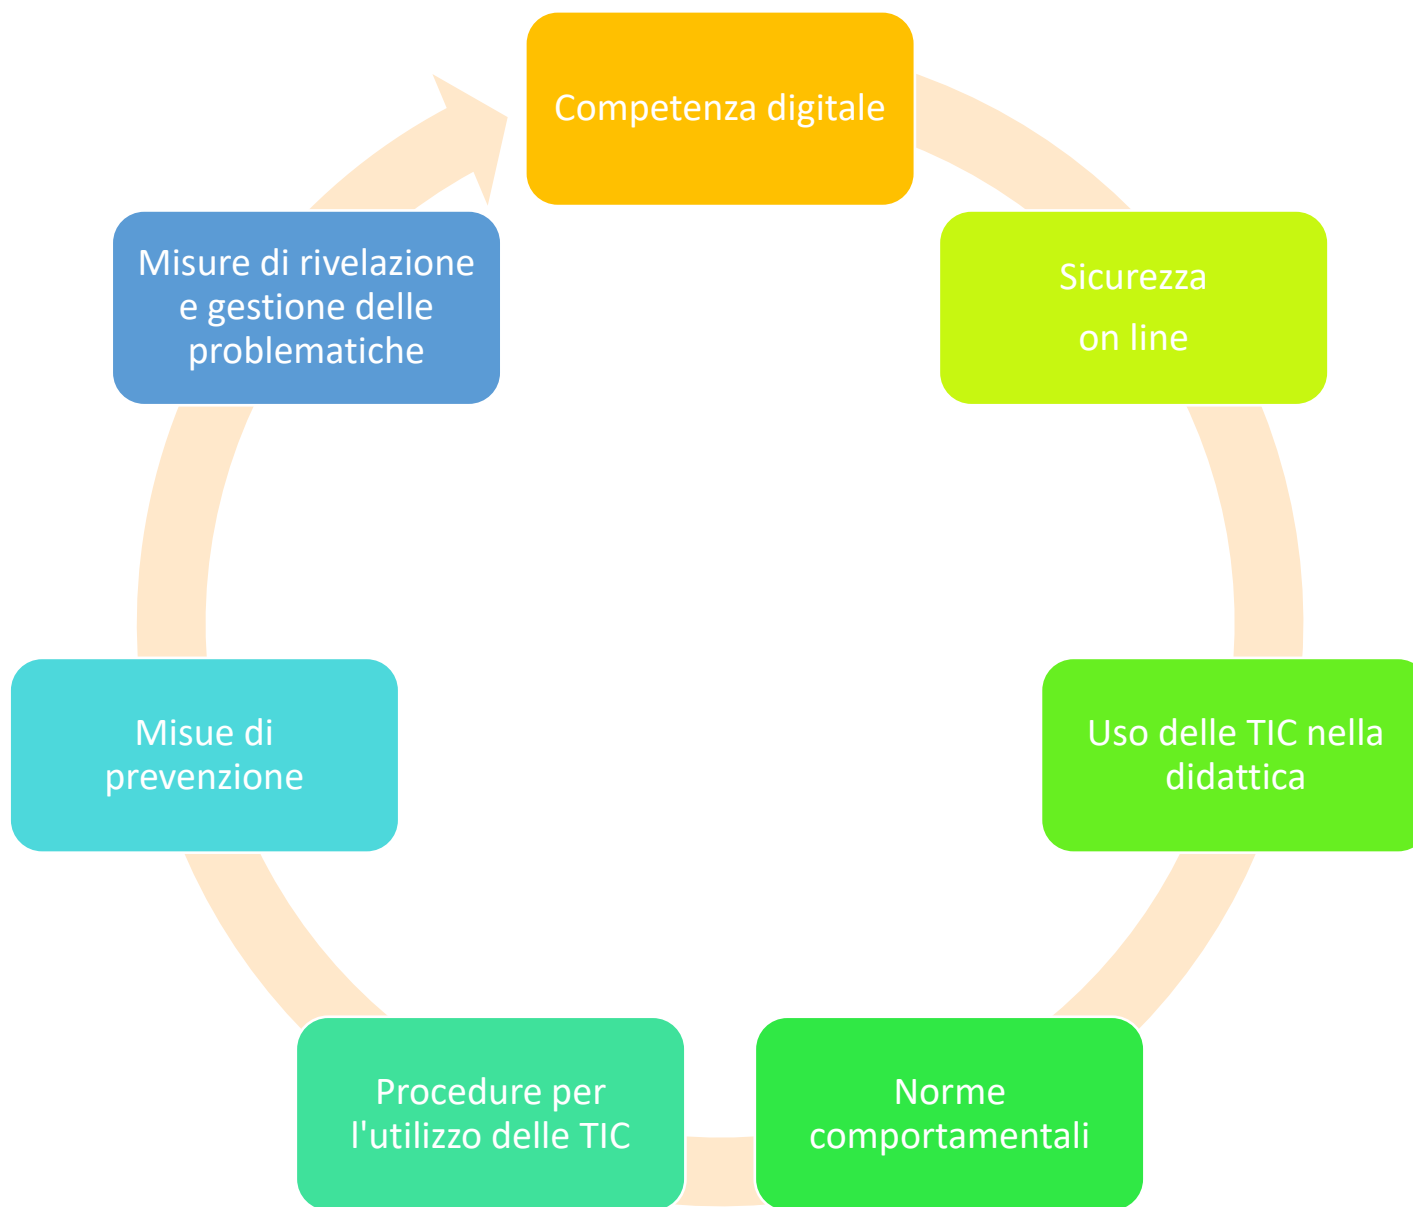 Competenza digitale
Sicurezza
on line
Uso delle TIC nella
didattica
Norme
comportamentali
Procedure per
l'utilizzo delle TIC
Misue di
prevenzione
Misure di rivelazione
e gestione delle
problematiche